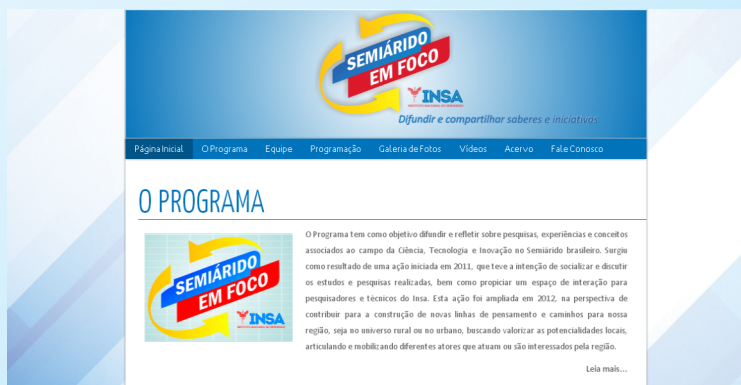 SEMIÁRIDO
EM FOCO
INSA
INSTITUTO NACIONAL DO SEMIÁRIDO
Difundir e compartilhar saberes e iniciativas
Página Inicial O Programa Equipe Programação Galeria de Fotos Vídeos Acervo Fale Conosco
O PROGRAMA
O Programa tem como objetivo difundir e refletir sobre pesquisas, experiências e conceitos
associados ao campo da Ciência, Tecnologia e Inovação no Semiárido brasileiro. Surgiu
como resultado de uma ação iniciada em 2011, que teve a intenção de socializar e discutir
os estudos e pesquisas realizadas, bem como propiciar um espaço de interação para
pesquisadores e técnicos do Insa. Esta ação foi ampliada em 2012, na perspectiva de
contribuir para a construção de novas linhas de pensamento e caminhos para nossa
região, seja no universo rural ou no urbano, buscando valorizar as potencialidades locais,
articulando e mobilizando diferentes atores que atuam ou são interessados pela região.
SEMIÁRIDO
EM FOCO
INSA
Leia mais...